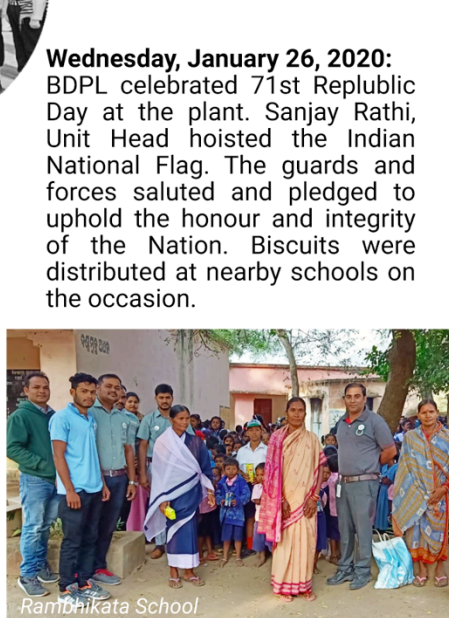 Wednesday, January 26, 2020:
BDPL celebrated 71st Replublic
Day at the plant. Sanjay Rathi,
Unit Head hoisted the Indian
National Flag. The guards and
forces saluted and pledged to
uphold the honour and integrity
of the Nation. Biscuits were
distributed at nearby schools on
the occasion.
Rambhikata School